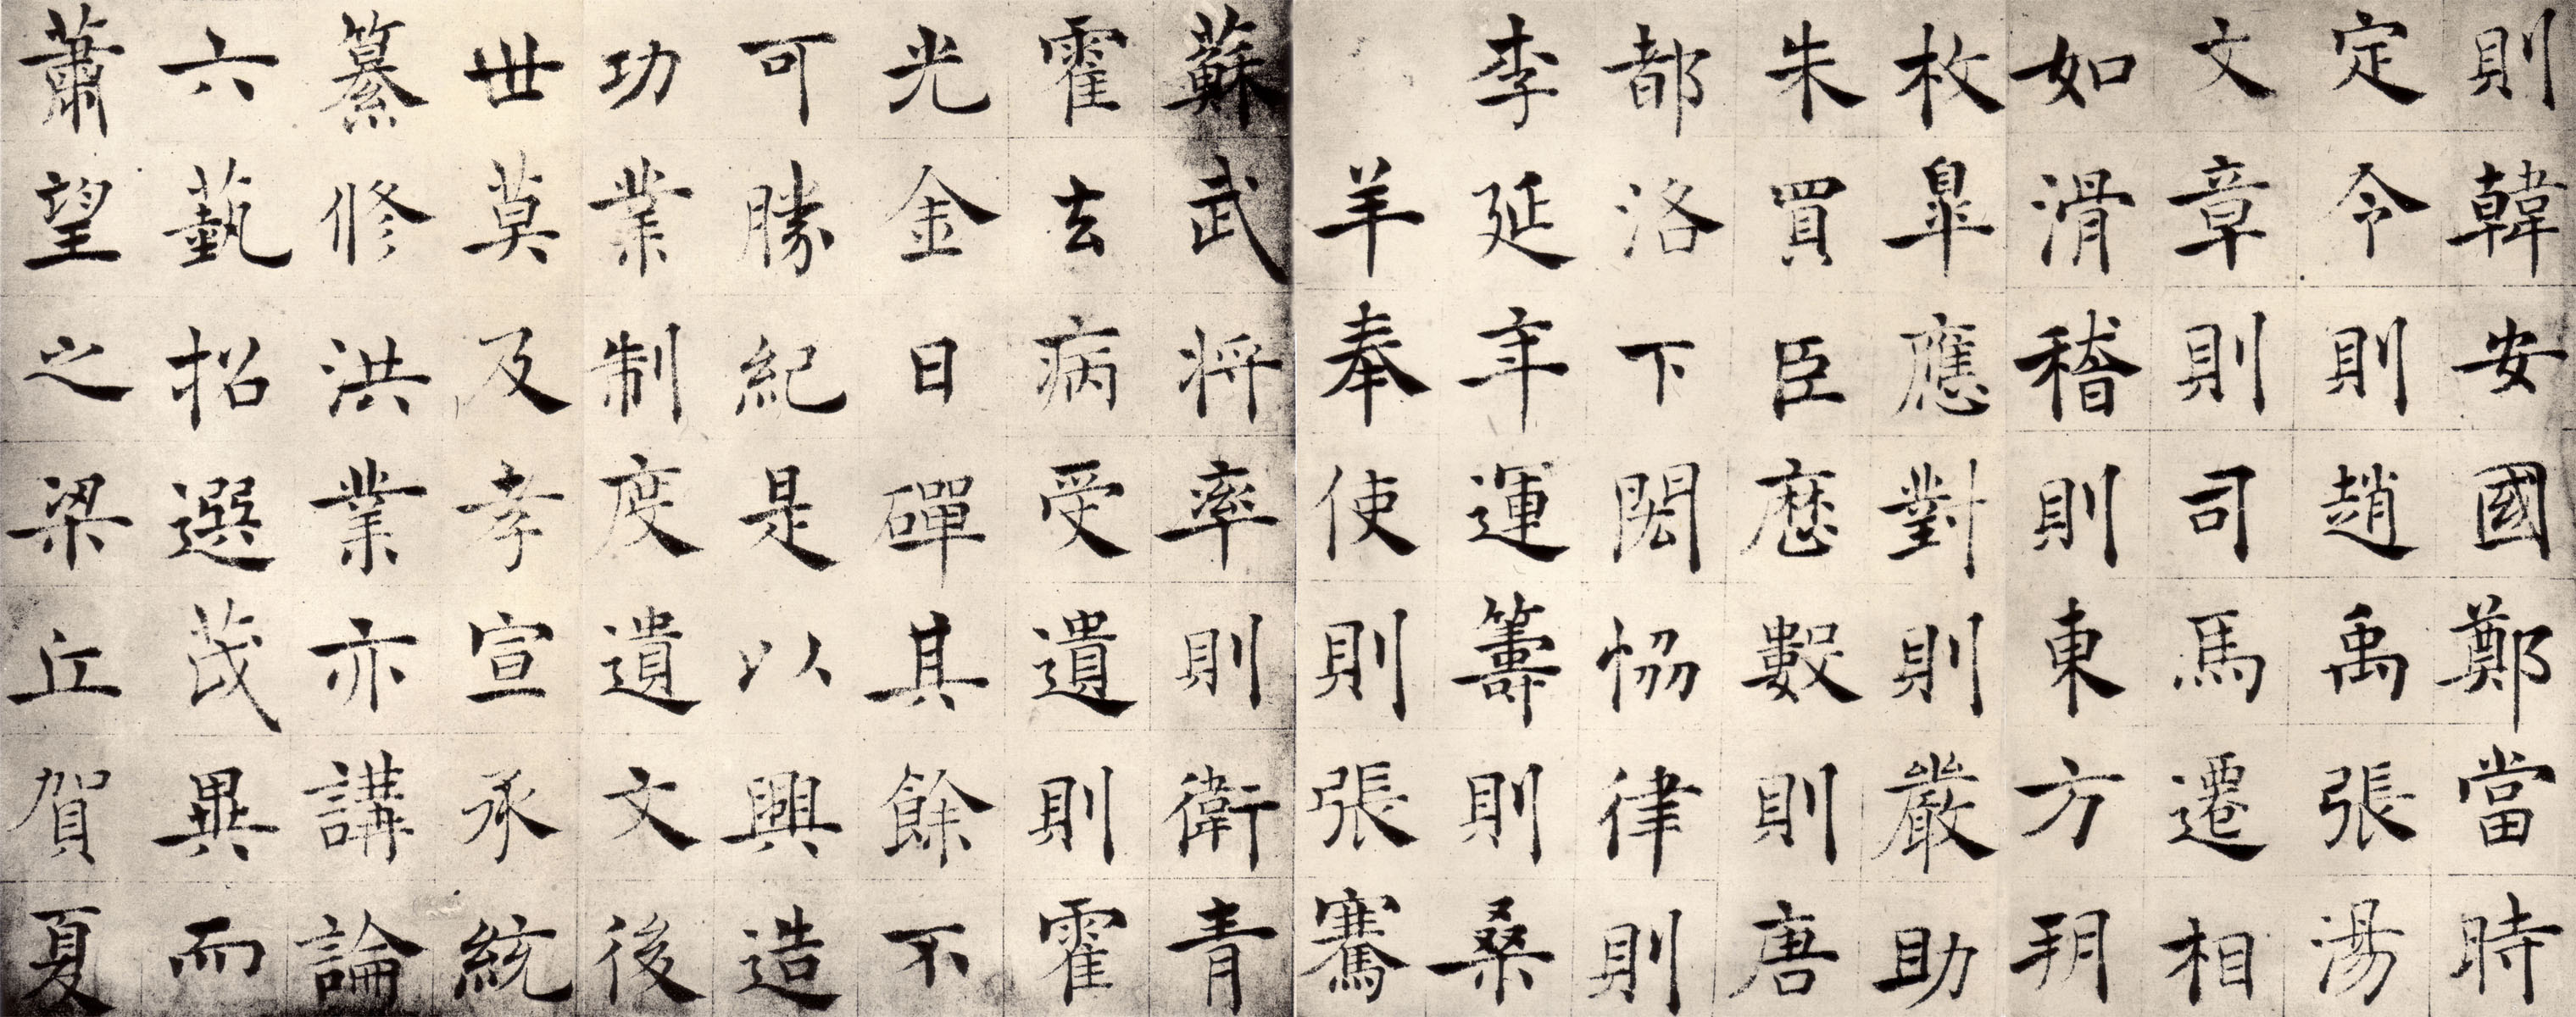 則韓安國鄭當時
定令則趙禹張湯
文章則司馬遷相
如滑稽則東方朔
枚皋應對則嚴助
朱買臣歷數則唐
都洛下閎恊律則
李延年運籌則桑
羊奉使則張騫
蘇武将率則衛青
霍去病受遺則霍
光金日磾其餘不
可勝紀是以興造
功業制度遺文後
世莫及孝宣承統
纂修洪業亦講論
六藝招選茂異而
蕭望之梁丘賀夏